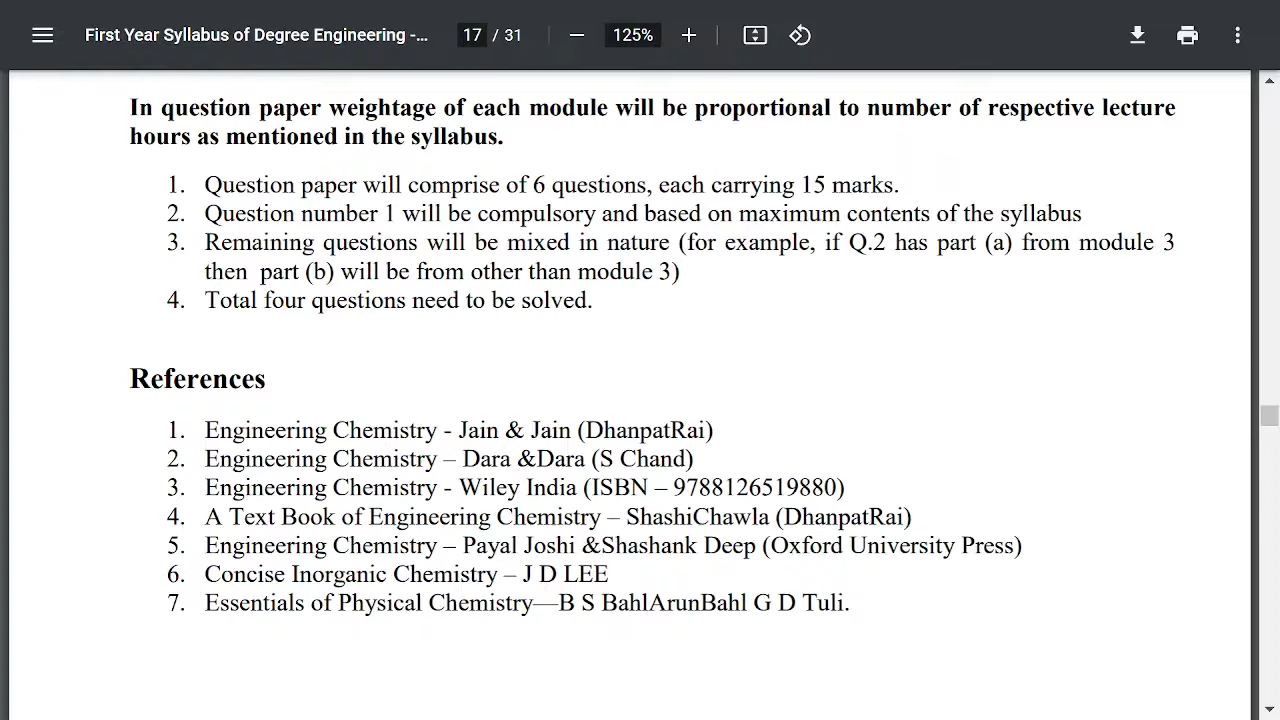 First Year Syllabus of Degree Engineering -... 17 / 31 125%
In question paper weightage of each module will be proportional to number of respective lecture
hours as mentioned in the syllabus.
1. Question paper will comprise of 6 questions, each carrying 15 marks.
2. Question number 1 will be compulsory and based on maximum contents of the syllabus
3. Remaining questions will be mixed in nature (for example, if Q.2 has part (a) from module 3
then part (b) will be from other than module 3)
4. Total four questions need to be solved.
References
1. Engineering Chemistry - Jain & Jain (DhanpatRai)
2. Engineering Chemistry – Dara &Dara (S Chand)
3. Engineering Chemistry - Wiley India (ISBN – 9788126519880)
4. A Text Book of Engineering Chemistry – ShashiChawla (DhanpatRai)
5. Engineering Chemistry – Payal Joshi &Shashank Deep (Oxford University Press)
6. Concise Inorganic Chemistry – J D LEE
7. Essentials of Physical Chemistry—B S BahlArunBahl G D Tuli.